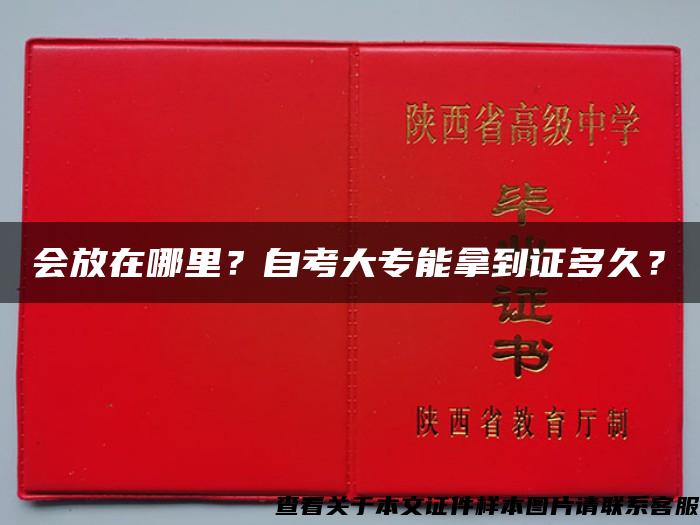 陕西省高级中学
毕业证书
会放在哪里？自考大专能拿到证多久？
陕西省教育厅制
查看关于本文证件样本图片请联系客服